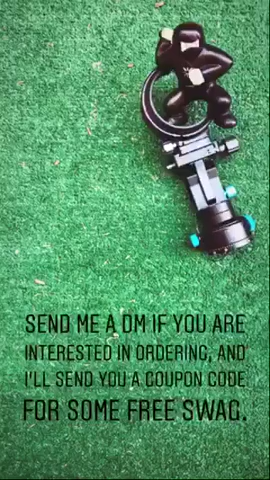 SEND ME A DM IF YOU ARE
INTERESTED IN ORDERING, AND
I'LL SEND YOU A COUPON CODE
FOR SOME FREE SWAG.